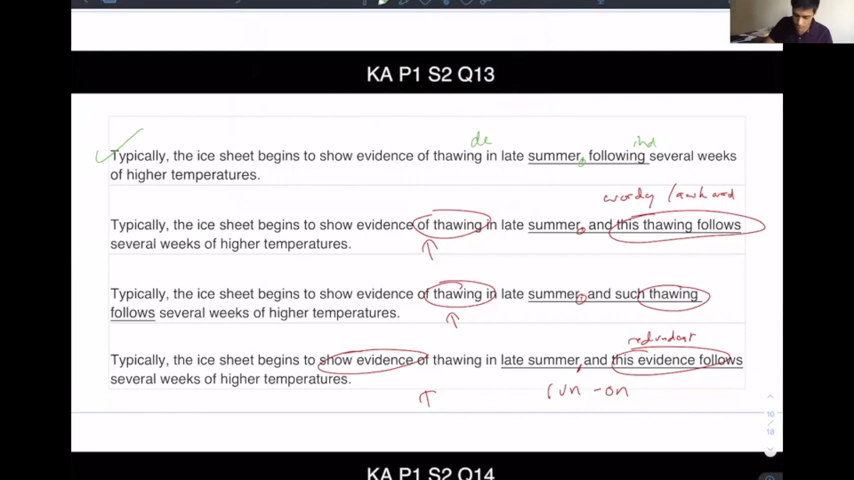 KA P1 S2 Q13
de ind
Typically, the ice sheet begins to show evidence of thawing in late summer, following several weeks
of higher temperatures.
wordy / awkward
Typically, the ice sheet begins to show evidence of thawing in late summer, and this thawing follows
several weeks of higher temperatures.
Typically, the ice sheet begins to show evidence of thawing in late summer, and such thawing
follows several weeks of higher temperatures.
redundant
Typically, the ice sheet begins to show evidence of thawing in late summer, and this evidence follows
several weeks of higher temperatures.
run-on
10
/
18
KA P1 S2 Q14